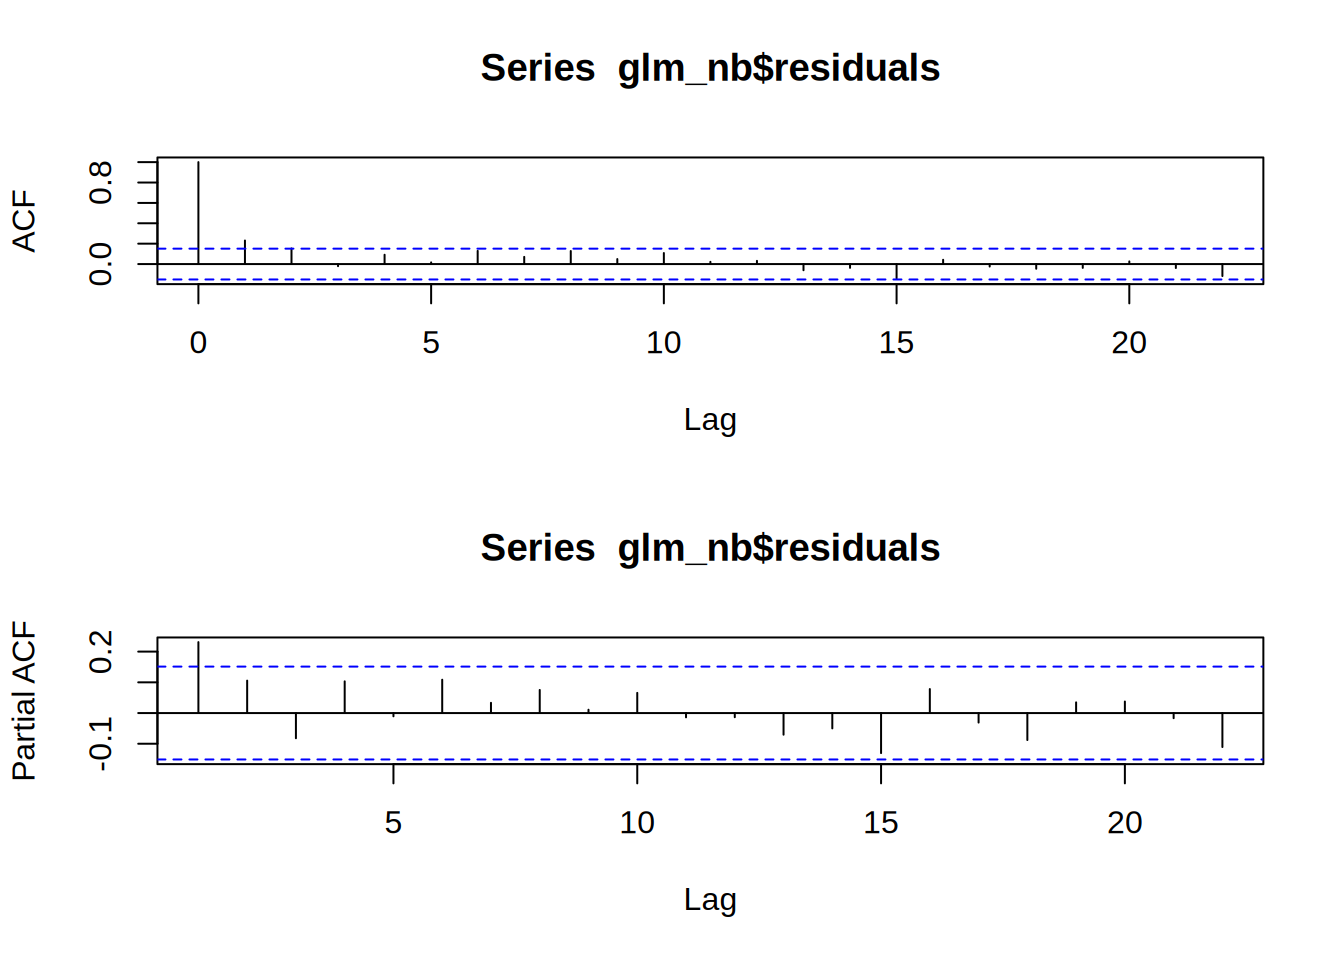 Series  glm_nb$residuals
ACF
0.8
0.0
0 5 10 15 20
Lag
Series  glm_nb$residuals
Partial ACF
0.2
-0.1
5 10 15 20
Lag